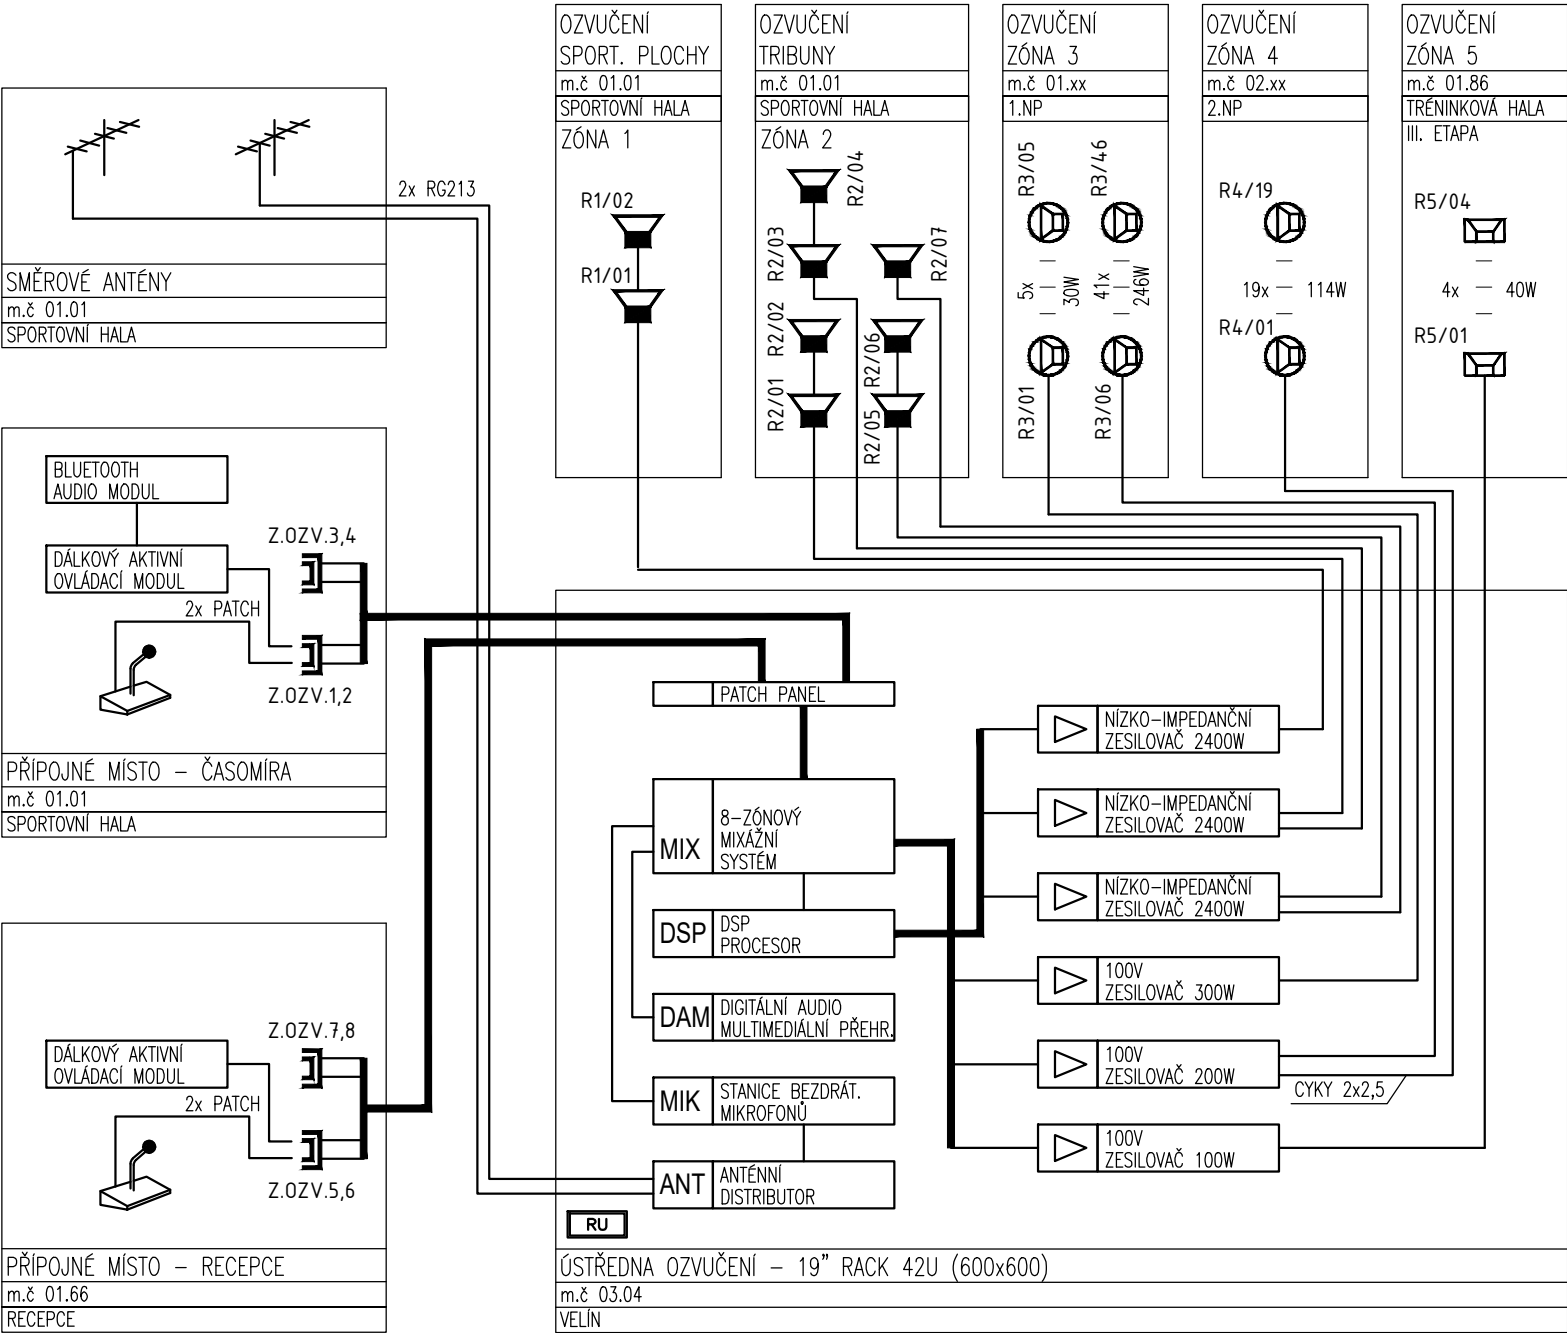 OZVUČENÍ
SPORT. PLOCHY
m.č 01.01
SPORTOVNÍ HALA
ZÓNA 1
R1/02
R1/01
OZVUČENÍ
TRIBUNY
m.č 01.01
SPORTOVNÍ HALA
ZÓNA 2
R2/04
R2/03
R2/02
R2/01
R2/07
R2/06
R2/05
OZVUČENÍ
ZÓNA 3
m.č 01.xx
1.NP
R3/05
R3/46
5x
30W
41x
246W
R3/01
R3/06
OZVUČENÍ
ZÓNA 4
m.č 02.xx
2.NP
R4/19
19x
114W
R4/01
OZVUČENÍ
ZÓNA 5
m.č 01.86
TRÉNINKOVÁ HALA
III. ETAPA
R5/04
4x
40W
R5/01
2x RG213
SMĚROVÉ ANTÉNY
m.č 01.01
SPORTOVNÍ HALA
BLUETOOTH
AUDIO MODUL
DÁLKOVÝ AKTIVNÍ
OVLÁDACÍ MODUL
2x PATCH
Z.OZV.3,4
Z.OZV.1,2
PŘÍPOJNÉ MÍSTO – ČASOMÍRA
m.č 01.01
SPORTOVNÍ HALA
DÁLKOVÝ AKTIVNÍ
OVLÁDACÍ MODUL
2x PATCH
Z.OZV.7,8
Z.OZV.5,6
PŘÍPOJNÉ MÍSTO – RECEPCE
m.č 01.66
RECEPCE
PATCH PANEL
MIX
8–ZÓNOVÝ
MIXÁŽNÍ
SYSTÉM
DSP
DSP
PROCESOR
DAM
DIGITÁLNÍ AUDIO
MULTIMEDIÁLNÍ PŘEHR.
MIK
STANICE BEZDRÁT.
MIKROFONŮ
ANT
ANTÉNNÍ
DISTRIBUTOR
NÍZKO–IMPEDANČNÍ
ZESILOVAČ 2400W
NÍZKO–IMPEDANČNÍ
ZESILOVAČ 2400W
NÍZKO–IMPEDANČNÍ
ZESILOVAČ 2400W
100V
ZESILOVAČ 300W
100V
ZESILOVAČ 200W
CYKY 2x2,5
100V
ZESILOVAČ 100W
RU
ÚSTŘEDNA OZVUČENÍ – 19” RACK 42U (600x600)
m.č 03.04
VELÍN